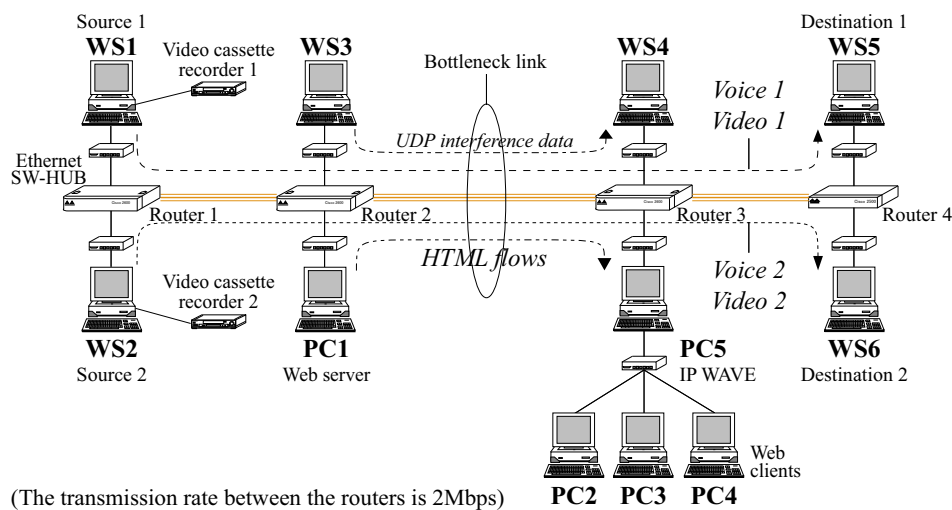 Source 1
WS1
Video cassette
recorder 1
WS3
Bottleneck link
WS4
Destination 1
WS5
Voice 1
Video 1
UDP interference data
Ethernet
SW-HUB
Router 1
Router 2
Router 3
Router 4
HTML flows
Voice 2
Video 2
Video cassette
recorder 2
WS2
Source 2
PC1
Web server
PC5
IP WAVE
WS6
Destination 2
Web
clients
PC2
PC3
PC4
(The transmission rate between the routers is 2Mbps)